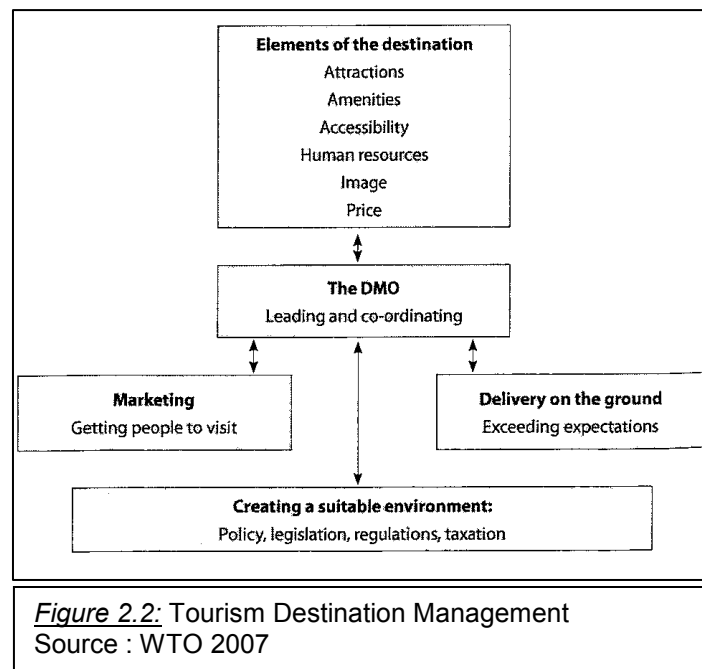 Elements of the destination
Attractions
Amenities
Accessibility
Human resources
Image
Price
The DMO
Leading and co-ordinating
Marketing
Getting people to visit
Delivery on the ground
Exceeding expectations
Creating a suitable environment:
Policy, legislation, regulations, taxation
Figure 2.2: Tourism Destination Management
Source : WTO 2007